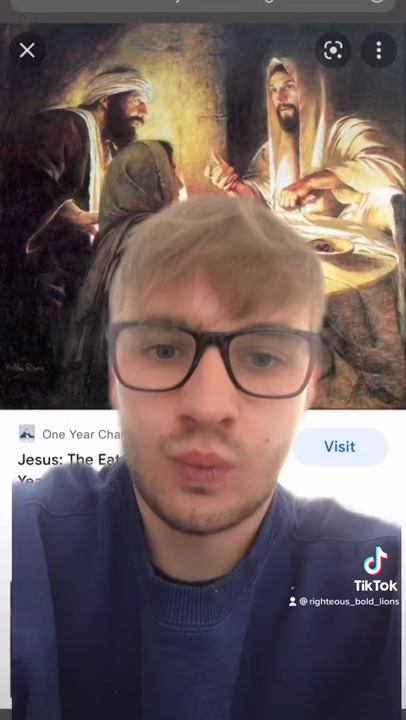 One Year Cha
Jesus: The Eat
Visit
TikTok
@righteous_bold_lions